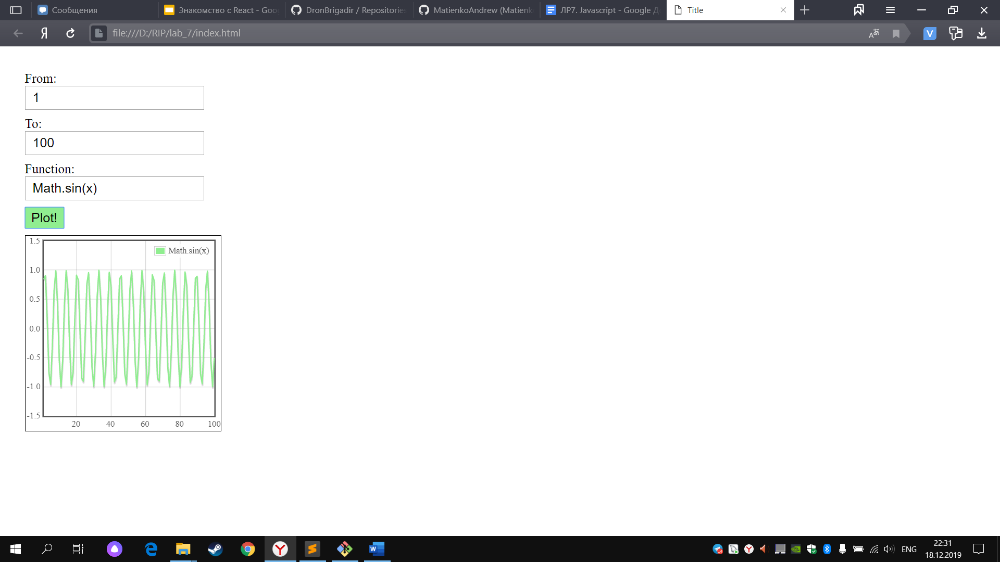 Сообщения
Знакомство с React - Goo
DronBrigadir / Repositories
MatienkoAndrew (Matienk
ЛР7. Javascript - Google Д
Title
file:///D:/RIP/lab_7/index.html
From:
1
To:
100
Function:
Math.sin(x)
Plot!
1.5
Math.sin(x)
1.0
0.5
0.0
-0.5
-1.0
-1.5
20 40 60 80 100
ENG
22:31
18.12.2019